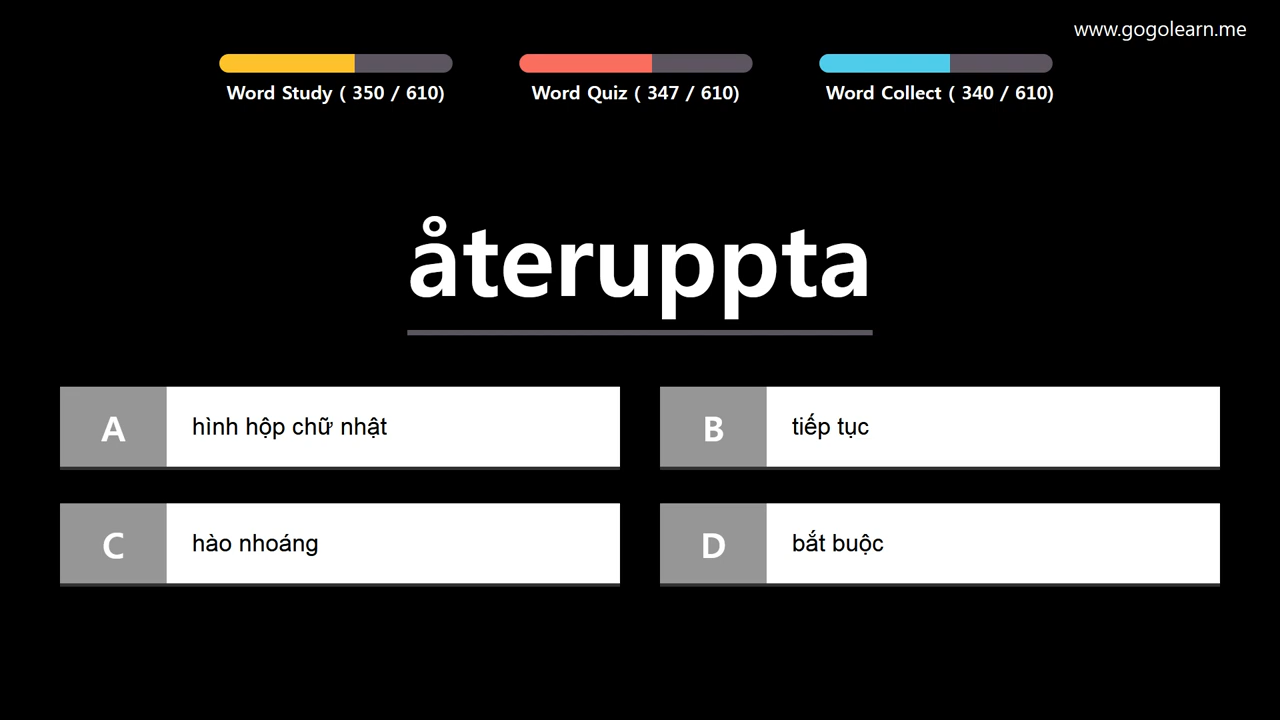 www.gogolearn.me
Word Study ( 350 / 610)
Word Quiz ( 347 / 610)
Word Collect ( 340 / 610)
återuppta
A hình hộp chữ nhật
B tiếp tục
C hào nhoáng
D bắt buộc